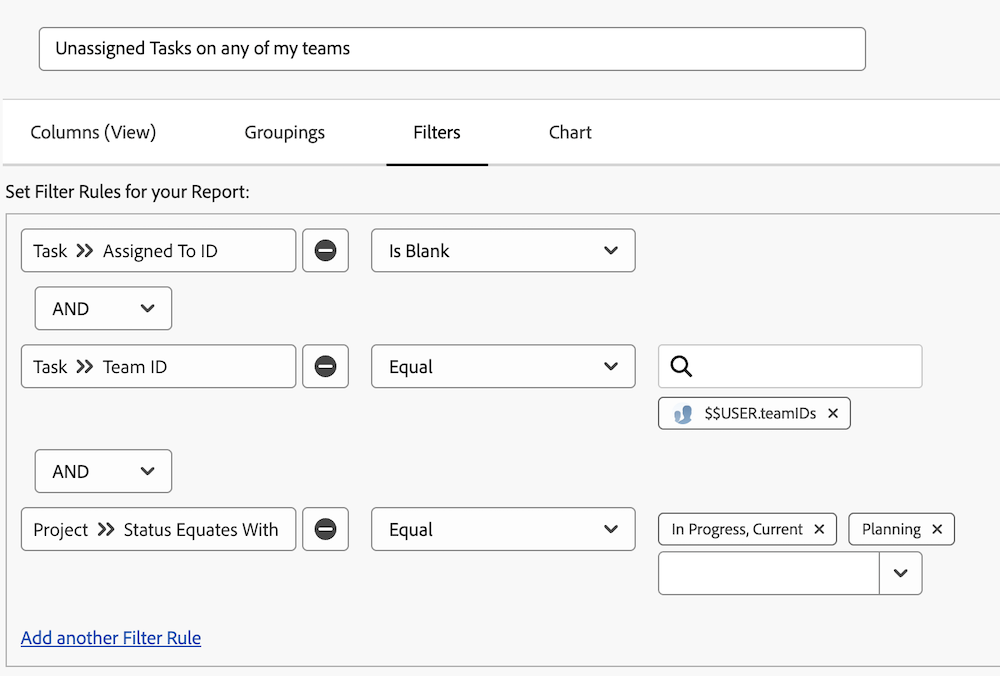 Unassigned Tasks on any of my teams
Columns (View) Groupings Filters Chart
Set Filter Rules for your Report:
Task >> Assigned To ID Is Blank
AND
Task >> Team ID Equal
$$USER.teamIDs ×
AND
Project >> Status Equates With Equal In Progress, Current × Planning ×
Add another Filter Rule